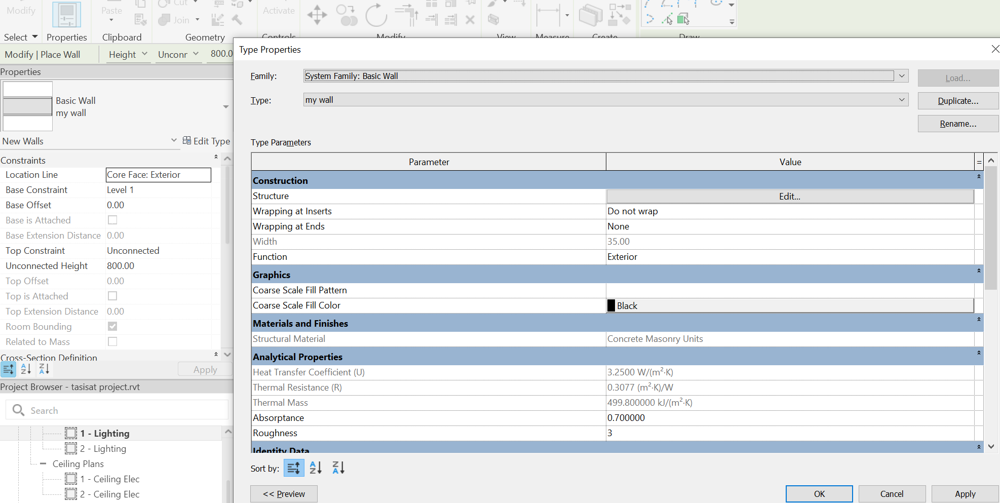 Modify
Paste
Cut
Join
Activate
Select
Properties
Clipboard
Geometry
Controls
Modify
View
Measure
Create
Draw
Modify | Place Wall
Height
Unconr
800.0
Properties
Basic Wall
my wall
New Walls
Edit Type
Constraints
Location Line Core Face: Exterior
Base Constraint Level 1
Base Offset 0.00
Base is Attached
Base Extension Distance 0.00
Top Constraint Unconnected
Unconnected Height 800.00
Top Offset 0.00
Top is Attached
Top Extension Distance 0.00
Room Bounding
Related to Mass
Cross-Section Definition
Apply
Project Browser - tasisat project.rvt
Search
1 - Lighting
2 - Lighting
Ceiling Plans
1 - Ceiling Elec
2 - Ceiling Elec
Type Properties
Family: System Family: Basic Wall Load...
Type: my wall Duplicate...
Rename...
Type Parameters
Parameter Value =
Construction
Structure Edit...
Wrapping at Inserts Do not wrap
Wrapping at Ends None
Width 35.00
Function Exterior
Graphics
Coarse Scale Fill Pattern
Coarse Scale Fill Color Black
Materials and Finishes
Structural Material Concrete Masonry Units
Analytical Properties
Heat Transfer Coefficient (U) 3.2500 W/(m²·K)
Thermal Resistance (R) 0.3077 (m²·K)/W
Thermal Mass 499.800000 kJ/(m²·K)
Absorptance 0.700000
Roughness 3
Identity Data
Sort by:
<< Preview OK Cancel Apply